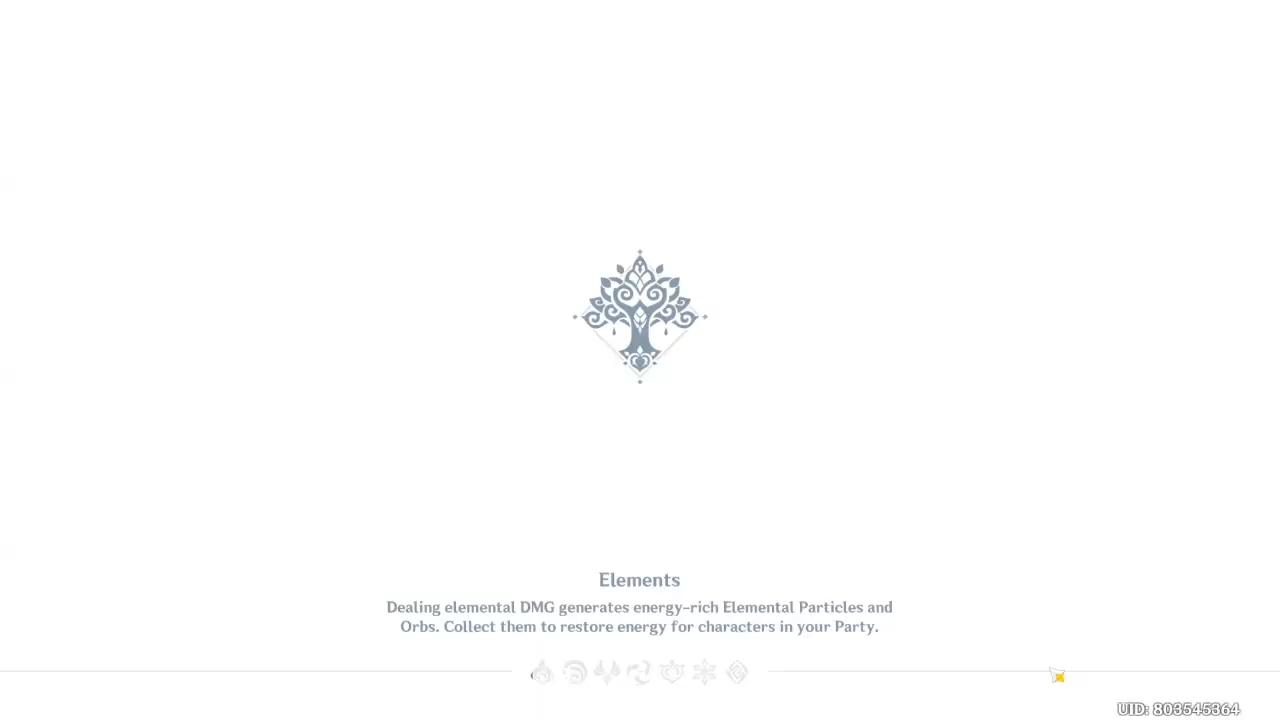 Elements
Dealing elemental DMG generates energy-rich Elemental Particles and
Orbs. Collect them to restore energy for characters in your Party.
UID: 803545364